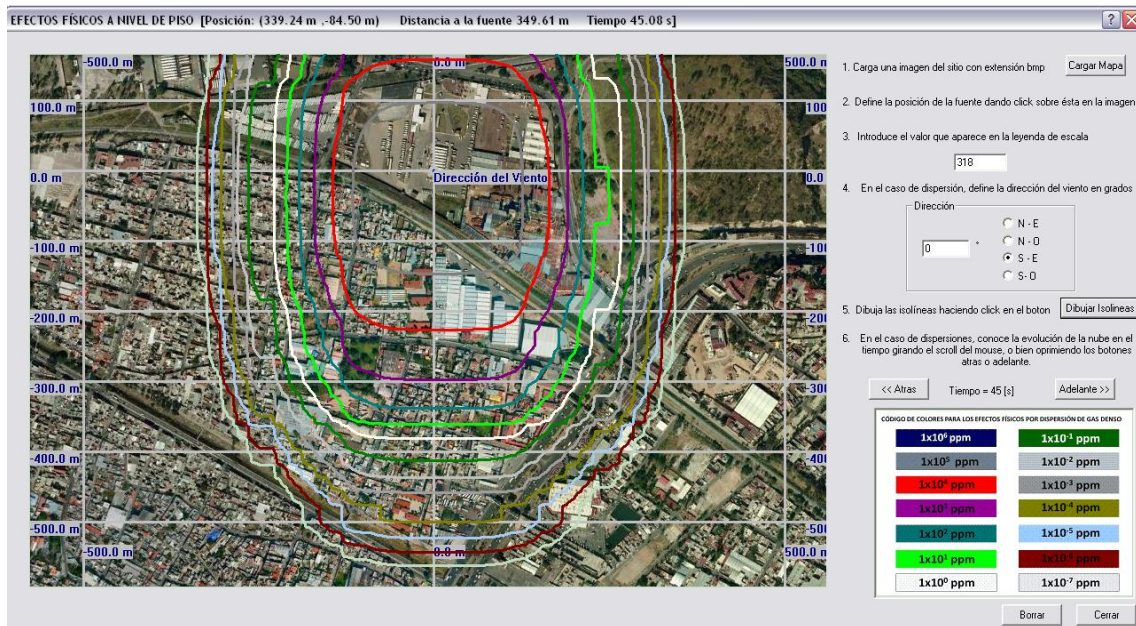 EFECTOS FÍSICOS A NIVEL DE PISO [Posición: (339.24 m ,-84.50 m) Distancia a la fuente 349.61 m Tiempo 45.08 s]
-500.0 m
0.0 m
500.0 m
100.0 m
100.0
0.0 m
Dirección del Viento
0.0
-100.0 m
-100
-200.0 m
-200
-300.0 m
-300
-400.0 m
-400
-500.0 m
-500
-500.0 m
0.0 m
500.0 m
1. Carga una imagen del sitio con extensión bmp
Cargar Mapa
2. Define la posición de la fuente dando click sobre ésta en la imagen
3. Introduce el valor que aparece en la leyenda de escala
318
4. En el caso de dispersión, define la dirección del viento en grados
Dirección
0 °
N - E
N - O
S - E
S - O
5. Dibuja las isolíneas haciendo click en el boton
Dibujar Isolineas
6. En el caso de dispersiones, conoce la evolución de la nube en el
tiempo girando el scroll del mouse, o bien oprimiendo los botones
atras o adelante.
<< Atras
Tiempo = 45 [s]
Adelante >>
CÓDIGO DE COLORES PARA LOS EFECTOS FÍSICOS POR DISPERSIÓN DE GAS DENSO
1x10⁶ ppm
1x10⁻¹ ppm
1x10⁵ ppm
1x10⁻² ppm
1x10⁴ ppm
1x10⁻³ ppm
1x10³ ppm
1x10⁻⁴ ppm
1x10² ppm
1x10⁻⁵ ppm
1x10¹ ppm
1x10⁻⁶ ppm
1x10⁰ ppm
1x10⁻⁷ ppm
Borrar
Cerrar